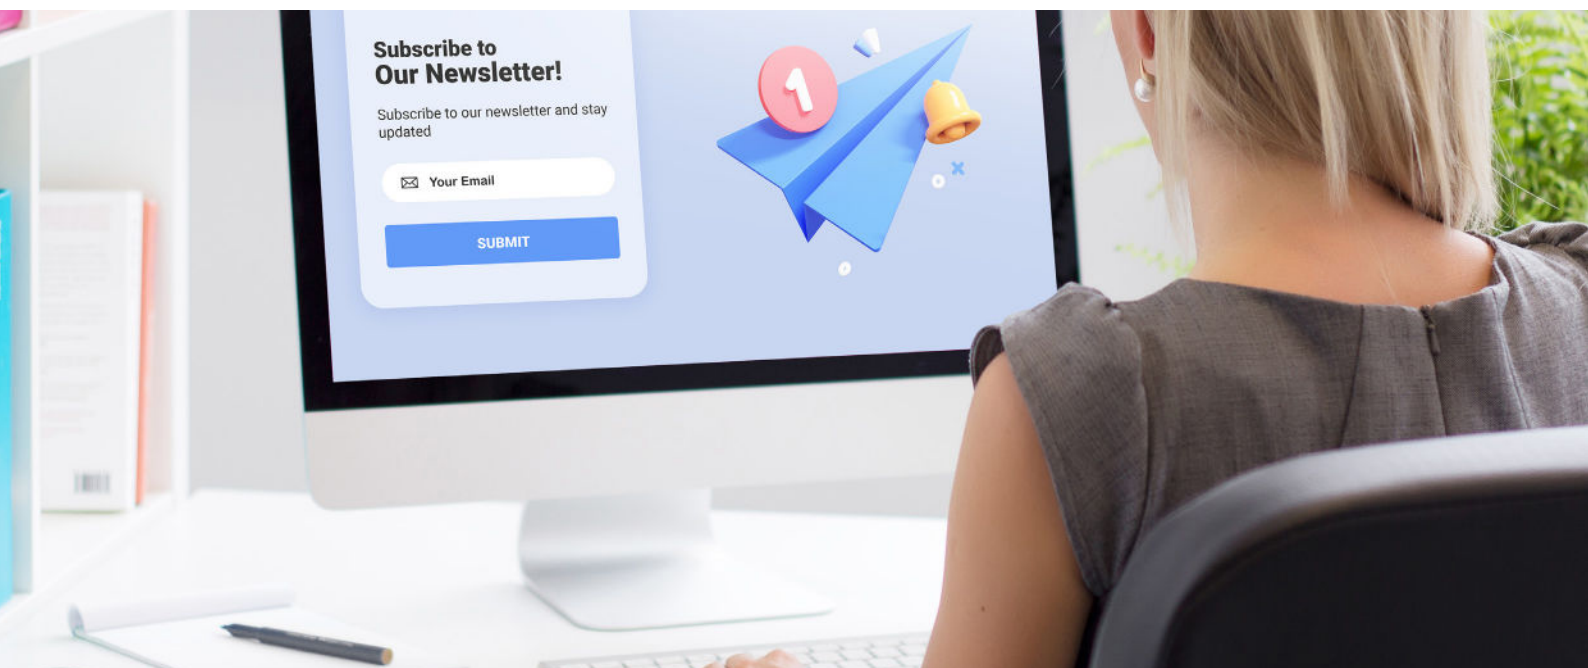 Subscribe to
Our Newsletter!
Subscribe to our newsletter and stay
updated
Your Email
SUBMIT
1